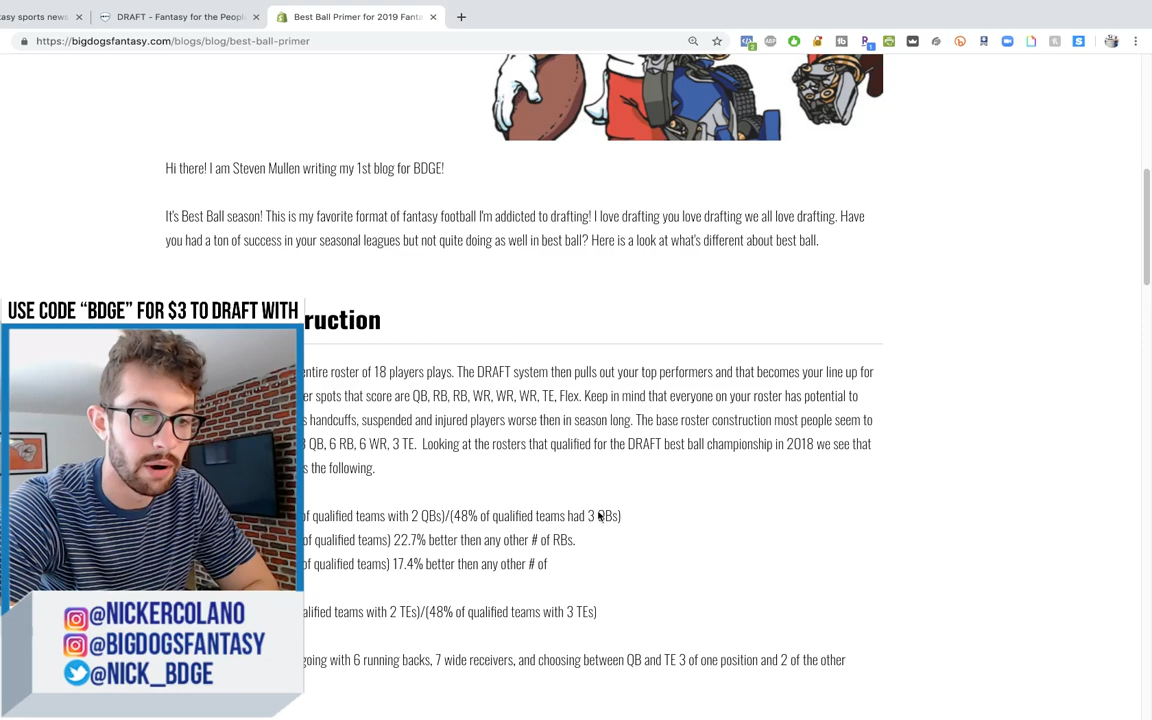 tasy sports news
DRAFT - Fantasy for the Peopl
Best Ball Primer for 2019 Fanta
https://bigdogsfantasy.com/blogs/blog/best-ball-primer
Hi there! I am Steven Mullen writing my 1st blog for BDGE!
It's Best Ball season! This is my favorite format of fantasy football I'm addicted to drafting! I love drafting you love drafting we all love drafting. Have
you had a ton of success in your seasonal leagues but not quite doing as well in best ball? Here is a look at what's different about best ball.
USE CODE "BDGE" FOR $3 TO DRAFT WITH
ruction
entire roster of 18 players plays. The DRAFT system then pulls out your top performers and that becomes your line up for
er spots that score are QB, RB, RB, WR, WR, WR, TE, Flex. Keep in mind that everyone on your roster has potential to
s handcuffs, suspended and injured players worse then in season long. The base roster construction most people seem to
3 QB, 6 RB, 6 WR, 3 TE. Looking at the rosters that qualified for the DRAFT best ball championship in 2018 we see that
s the following.
of qualified teams with 2 QBs)/(48% of qualified teams had 3 QBs)
of qualified teams) 22.7% better then any other # of RBs.
of qualified teams) 17.4% better then any other # of
alified teams with 2 TEs)/(48% of qualified teams with 3 TEs)
going with 6 running backs, 7 wide receivers, and choosing between QB and TE 3 of one position and 2 of the other
@NICKERCOLANO
@BIGDOGSFANTASY
@NICK_BDGE